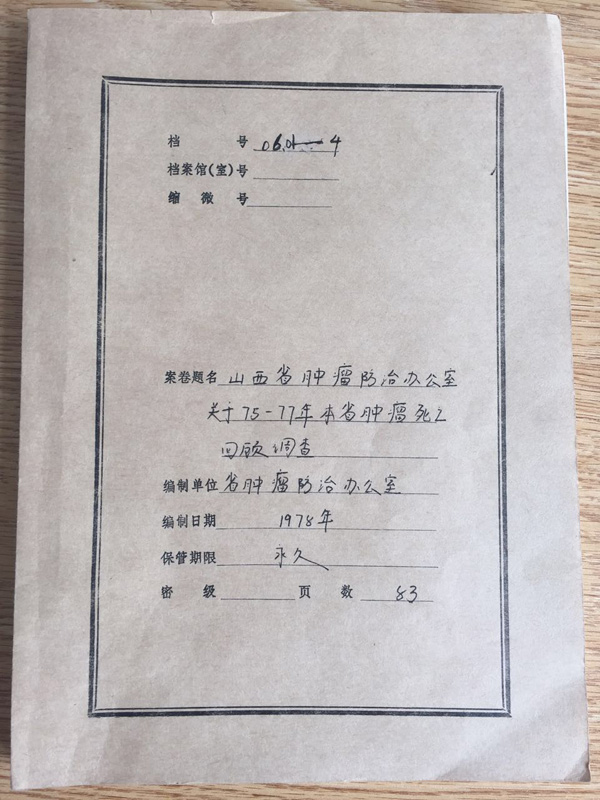 档 号 06.01-4
档案馆(室)号
缩微号
案卷题名 山西省肿瘤防治办公室
关于75-77年本省肿瘤死亡
回顾调查
编制单位 省肿瘤防治办公室
编制日期 1978年
保管期限 永久
密级 页数 83